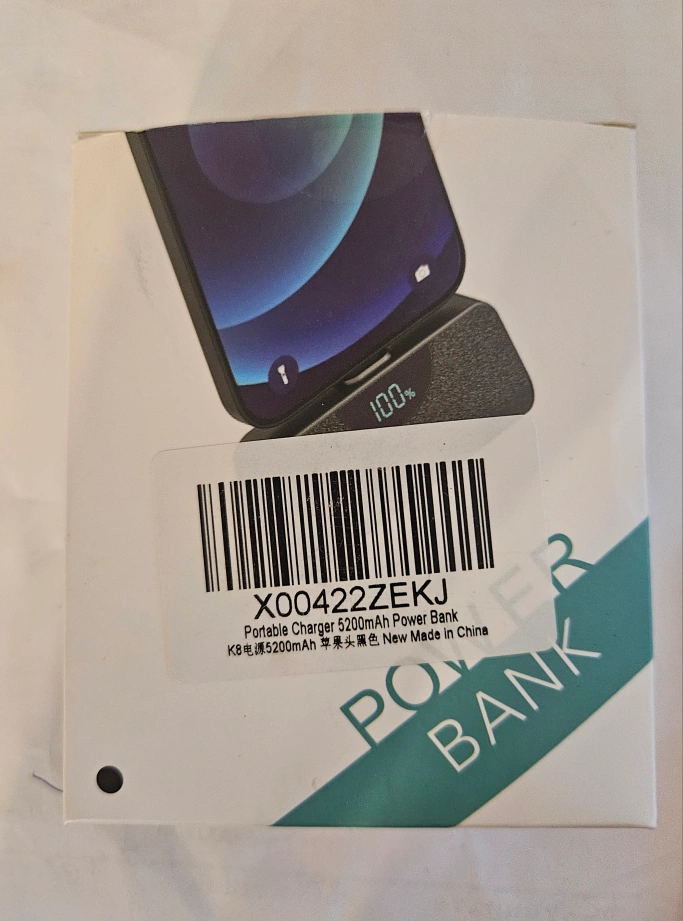 100%
X00422ZEKJ
Portable Charger 5200mAh Power Bank
K8电源5200mAh 苹果头黑色 New Made in China
POWER
BANK